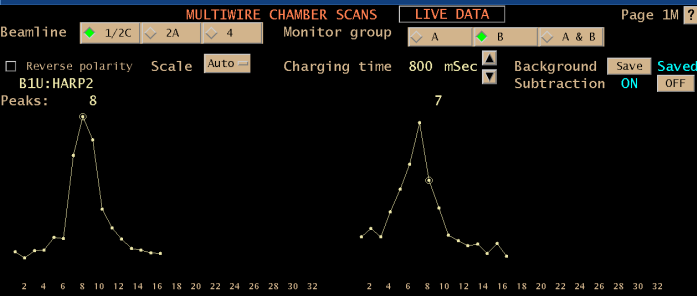 MULTIWIRE CHAMBER SCANS LIVE DATA Page 1M ?
Beamline 1/2C 2A 4 Monitor group A B A & B
Reverse polarity Scale Auto Charging time 800 mSec Background Save Saved
B1U:HARP2 Subtraction ON OFF
Peaks: 8 7
2 4 6 8 10 12 14 16 18 20 22 24 26 28 30 32 2 4 6 8 10 12 14 16 18 20 22 24 26 28 30 32